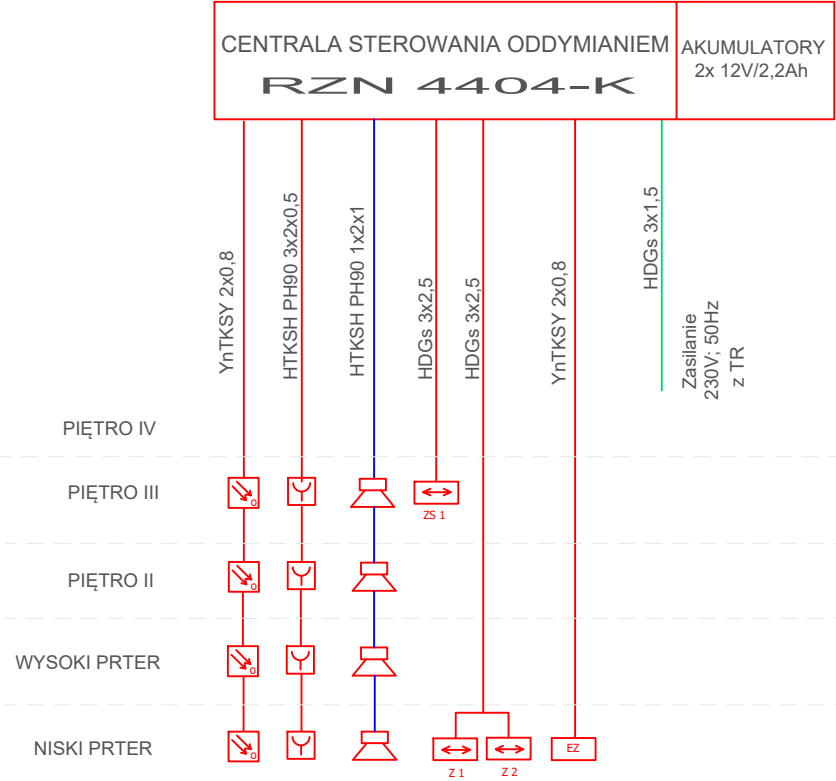 CENTRALA STEROWANIA ODDYMIANIEM
RZN 4404-K
AKUMULATORY
2x 12V/2,2Ah
YnTKSY 2x0,8
HTKSH PH90 3x2x0,5
HTKSH PH90 1x2x1
HDGs 3x2,5
HDGs 3x2,5
YnTKSY 2x0,8
HDGs 3x1,5
Zasilanie
230V; 50Hz
z TR
PIĘTRO IV
PIĘTRO III
O
ZS 1
PIĘTRO II
O
WYSOKI PRTER
O
NISKI PRTER
O
Z 1
Z 2
EZ